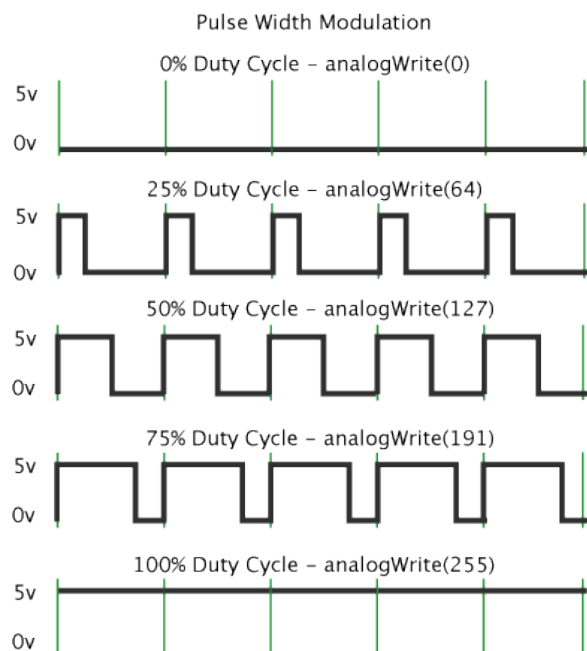 Pulse Width Modulation
0% Duty Cycle – analogWrite(0)
5v
0v
25% Duty Cycle – analogWrite(64)
5v
0v
50% Duty Cycle – analogWrite(127)
5v
0v
75% Duty Cycle – analogWrite(191)
5v
0v
100% Duty Cycle – analogWrite(255)
5v
0v